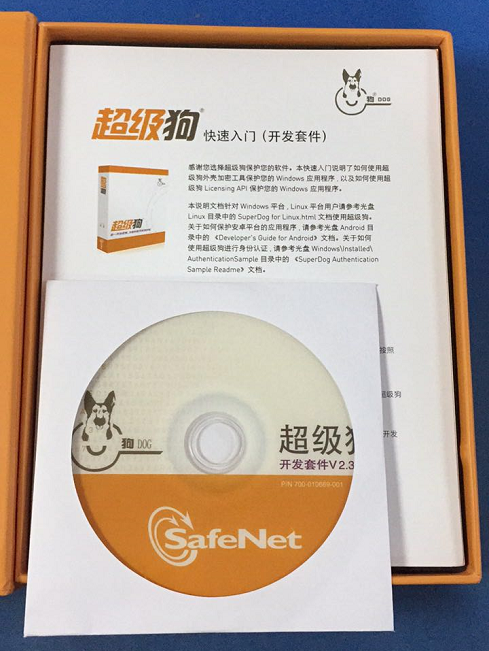 狗 DOG
超级狗® 快速入门（开发套件）
超级狗
感谢您选择超级狗保护您的软件。本快速入门说明了如何使用超
级狗外壳加密工具保护您的 Windows 应用程序，以及如何使用超
级狗 Licensing API 保护您的 Windows 应用程序。
本说明文档针对 Windows 平台，Linux 平台用户请参考光盘
Linux 目录中的 SuperDog for Linux.html 文档使用超级狗。
关于如何保护安卓平台的应用程序，请参考光盘 Android 目
录中的 《Developer's Guide for Android》文档。关于如何
使用超级狗进行身份认证，请参考光盘 Windows\Installed\
AuthenticationSample 目录中的 《SuperDog Authentication
Sample Readme》文档。
按照
超级狗
开发
狗 DOG
超级狗
开发套件V2.3
P/N 700-010669-001
SafeNet